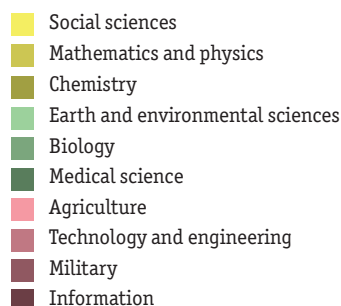 Social sciences
Mathematics and physics
Chemistry
Earth and environmental sciences
Biology
Medical science
Agriculture
Technology and engineering
Military
Information